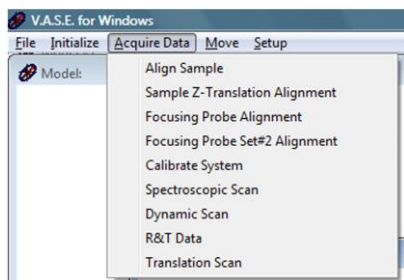 V.A.S.E. for Windows
File Initialize Acquire Data Move Setup
Model:
Align Sample
Sample Z-Translation Alignment
Focusing Probe Alignment
Focusing Probe Set#2 Alignment
Calibrate System
Spectroscopic Scan
Dynamic Scan
R&T Data
Translation Scan